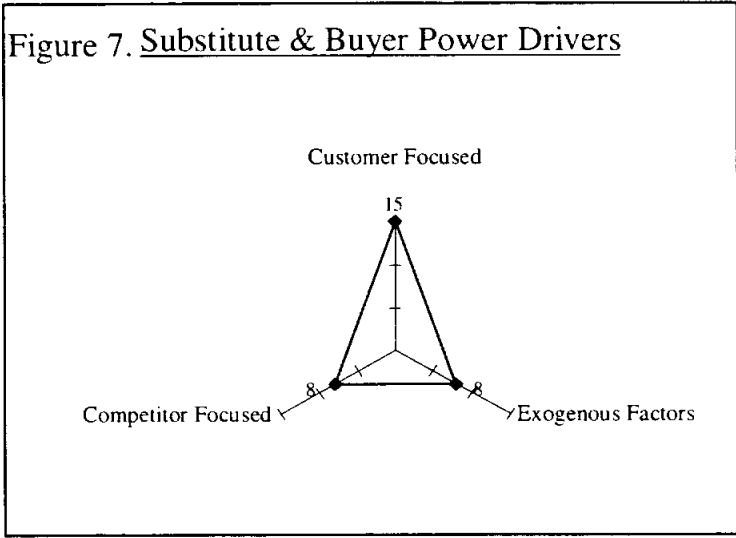 Figure 7. Substitute & Buyer Power Drivers
Customer Focused
15
8
8
Competitor Focused
Exogenous Factors